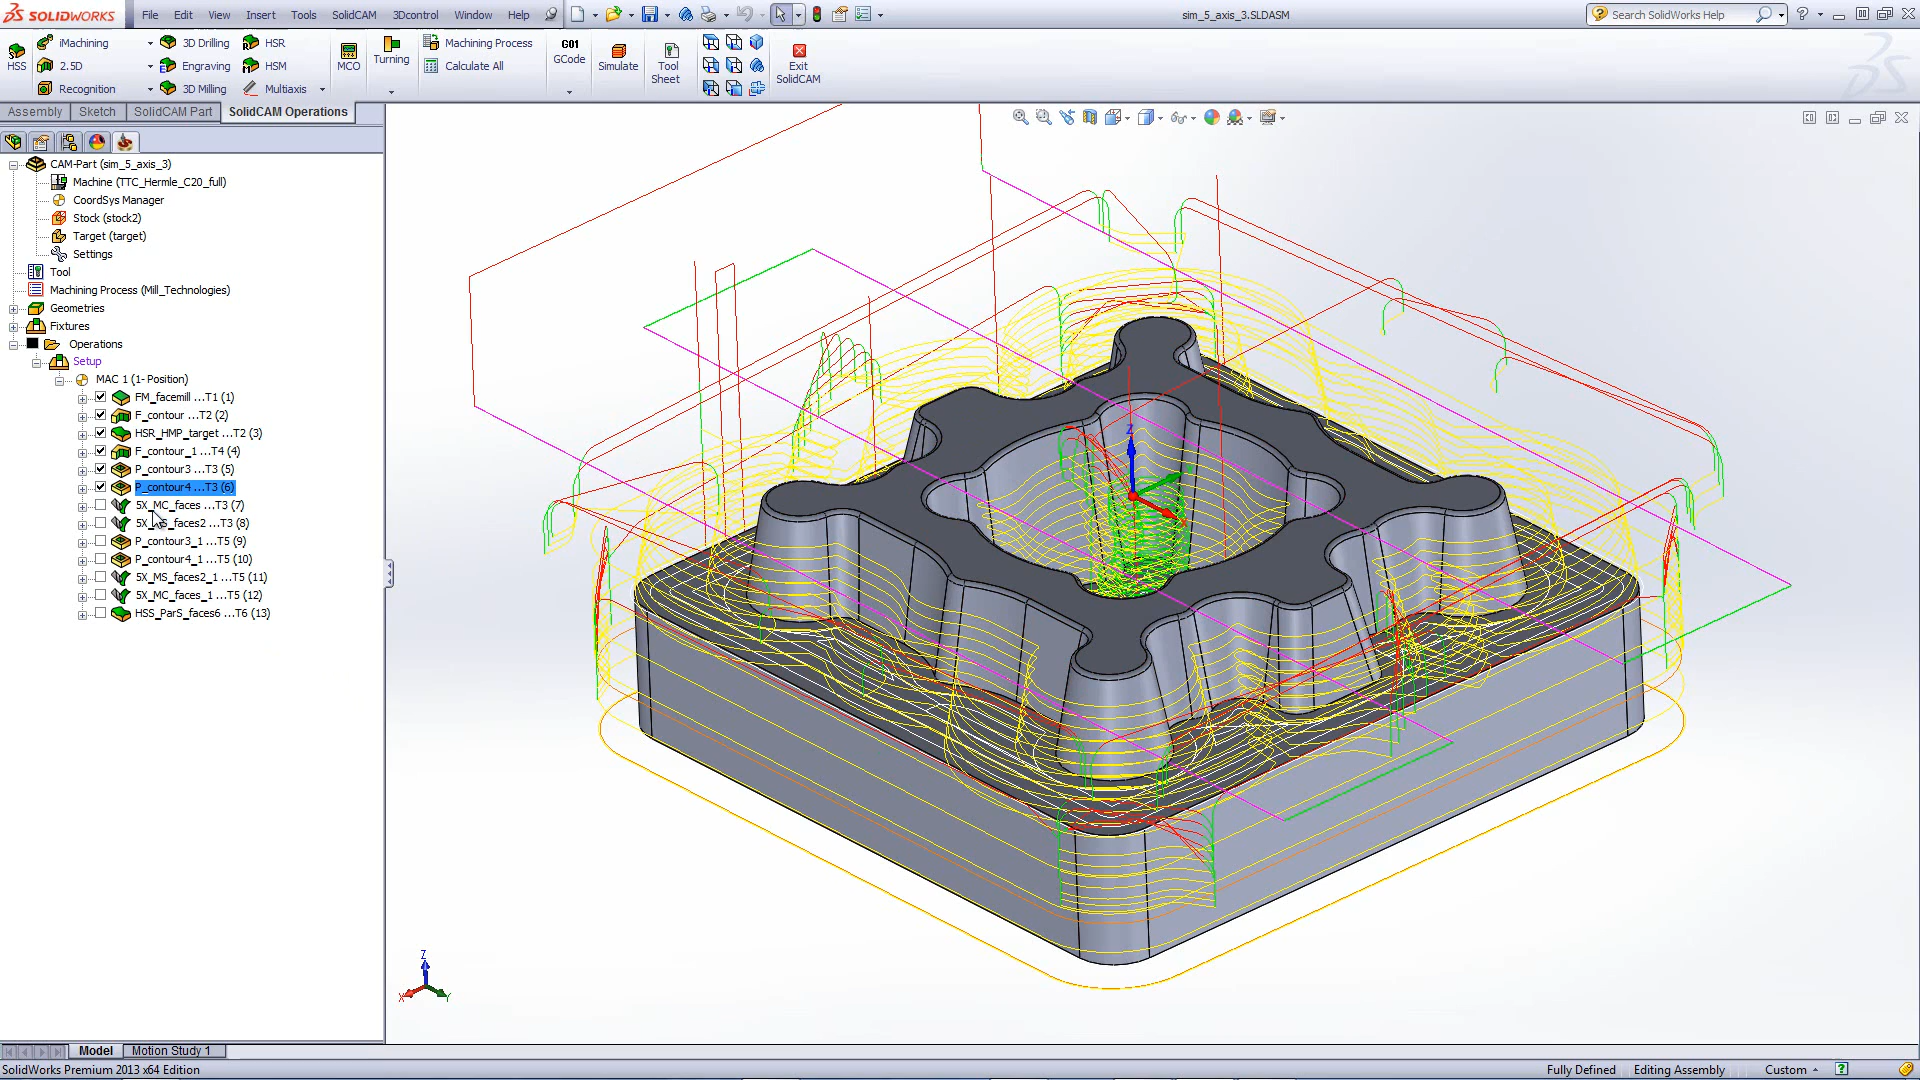 SOLIDWORKS File Edit View Insert Tools SolidCAM 3Dcontrol Window Help sim_5_axis_3.SLDASM Search SolidWorks Help
HSS iMachining 2.5D Recognition 3D Drilling Engraving 3D Milling HSR HSM Multiaxis MCO Turning Machining Process Calculate All G01 GCode Simulate Tool Sheet Exit SolidCAM
Assembly Sketch SolidCAM Part SolidCAM Operations
CAM-Part (sim_5_axis_3)
Machine (TTC_Hermle_C20_full)
CoordSys Manager
Stock (stock2)
Target (target)
Settings
Tool
Machining Process (Mill_Technologies)
Geometries
Fixtures
Operations
Setup
MAC 1 (1- Position)
FM_facemill ...T1 (1)
F_contour ...T2 (2)
HSR_HMP_target ...T2 (3)
F_contour_1 ...T4 (4)
P_contour3 ...T3 (5)
P_contour4 ...T3 (6)
5X_MC_faces ...T3 (7)
5X_ S_faces2 ...T3 (8)
P_contour3_1 ...T5 (9)
P_contour4_1 ...T5 (10)
5X_MS_faces2_1 ...T5 (11)
5X_MC_faces_1 ...T5 (12)
HSS_ParS_faces6 ...T6 (13)
Z
X
Z
X Y
Model Motion Study 1
SolidWorks Premium 2013 x64 Edition Fully Defined Editing Assembly Custom